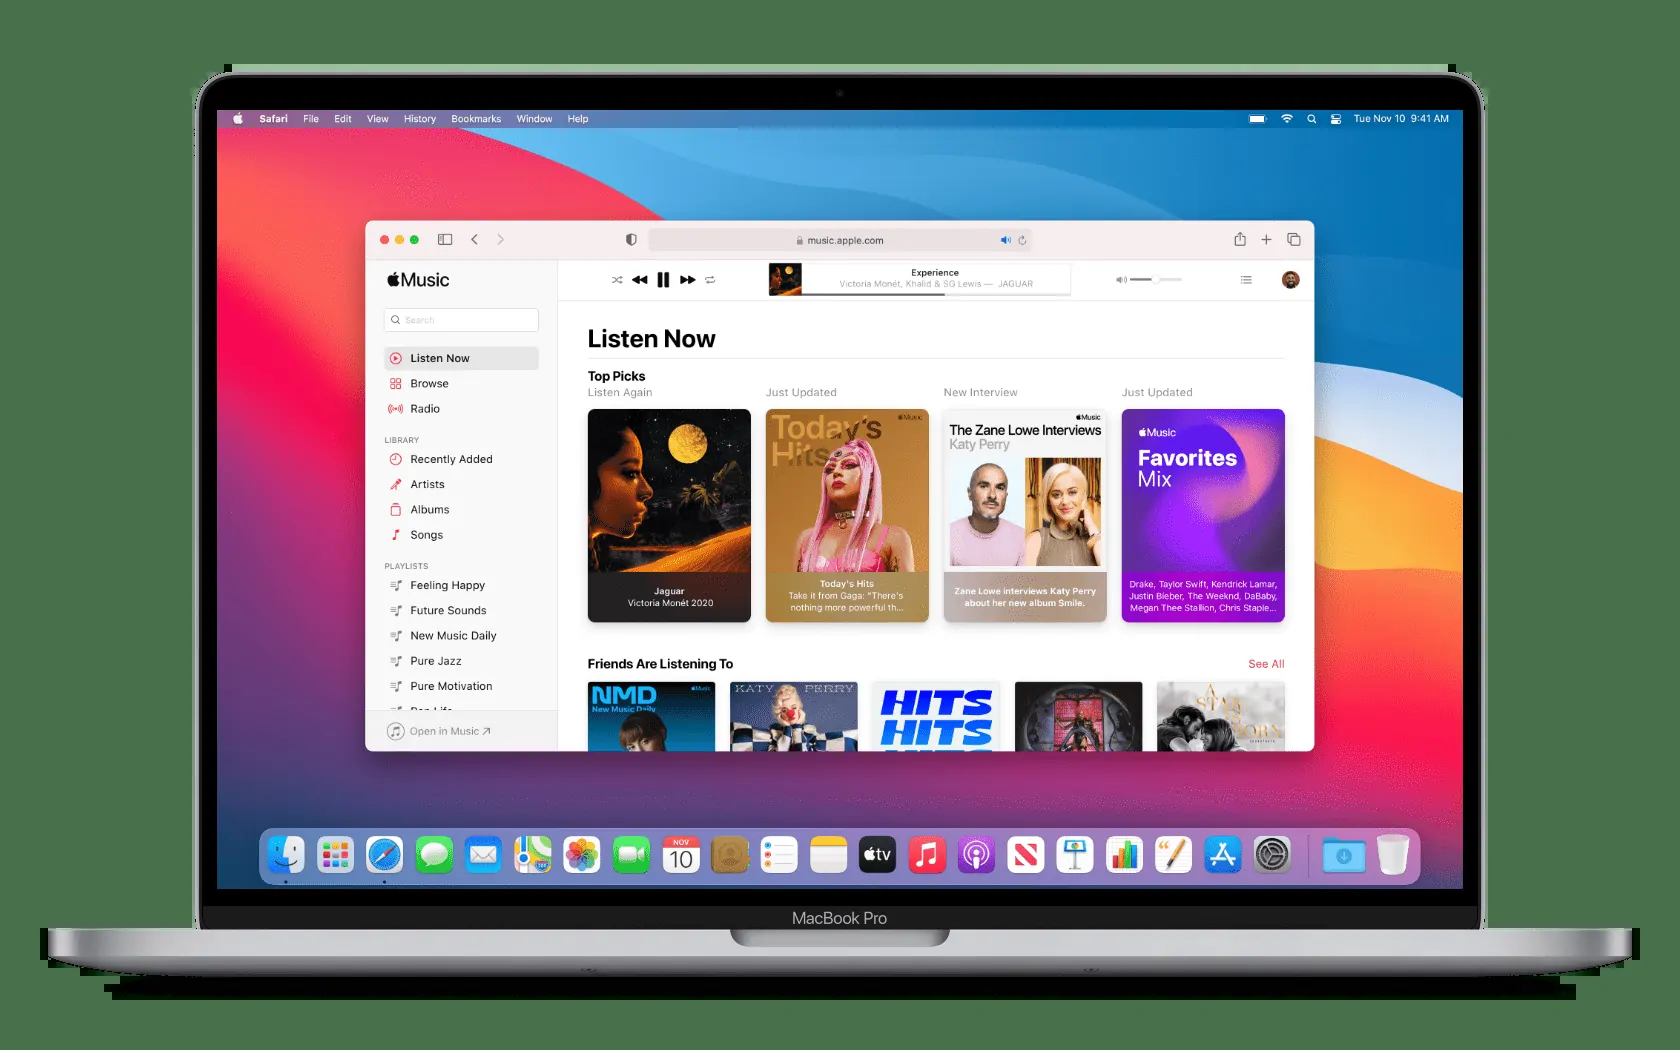 Safari File Edit View History Bookmarks Window Help
Tue Nov 10 9:41 AM
music.apple.com
Music
Experience
Victoria Monét, Khalid & SG Lewis — JAGUAR
Search
Listen Now
Browse
Radio
LIBRARY
Recently Added
Artists
Albums
Songs
PLAYLISTS
Feeling Happy
Future Sounds
New Music Daily
Pure Jazz
Pure Motivation
Open in Music
Listen Now
Top Picks
Listen Again
Jaguar
Victoria Monét 2020
Just Updated
Music
Today's
Hits
Today's Hits
Take it from Gaga: "There's
nothing more powerful th...
New Interview
Music
The Zane Lowe Interviews
Katy Perry
Zane Lowe interviews Katy Perry
about her new album Smile.
Just Updated
Music
Favorites
Mix
Drake, Taylor Swift, Kendrick Lamar,
Justin Bieber, The Weeknd, DaBaby,
Megan Thee Stallion, Chris Staple...
Friends Are Listening To
See All
NMD
Music
New Music Daily
KATY PERRY
HITS
HITS
A
STAR IS
BORN
NOV
10
tv
MacBook Pro